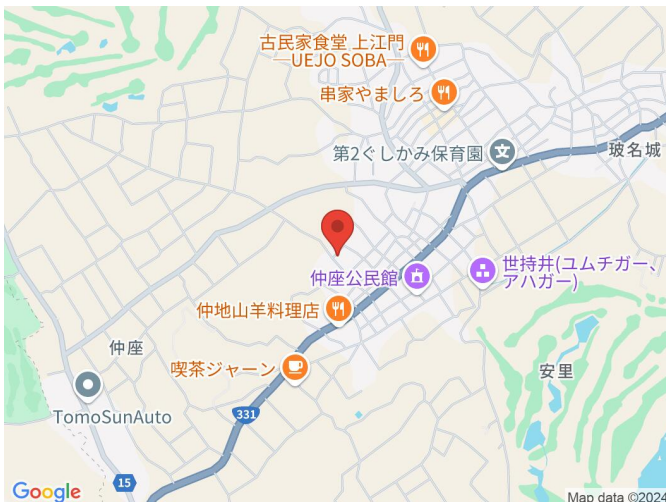 古民家食堂 上江門
—UEJO SOBA—
串家やましろ
第2ぐしかみ保育園
玻名城
仲座公民館
世持井(ユムチガー、
アハガー)
仲地山羊料理店
仲座
喫茶ジャーン
安里
TomoSunAuto
331
15
Google
Map data ©2024